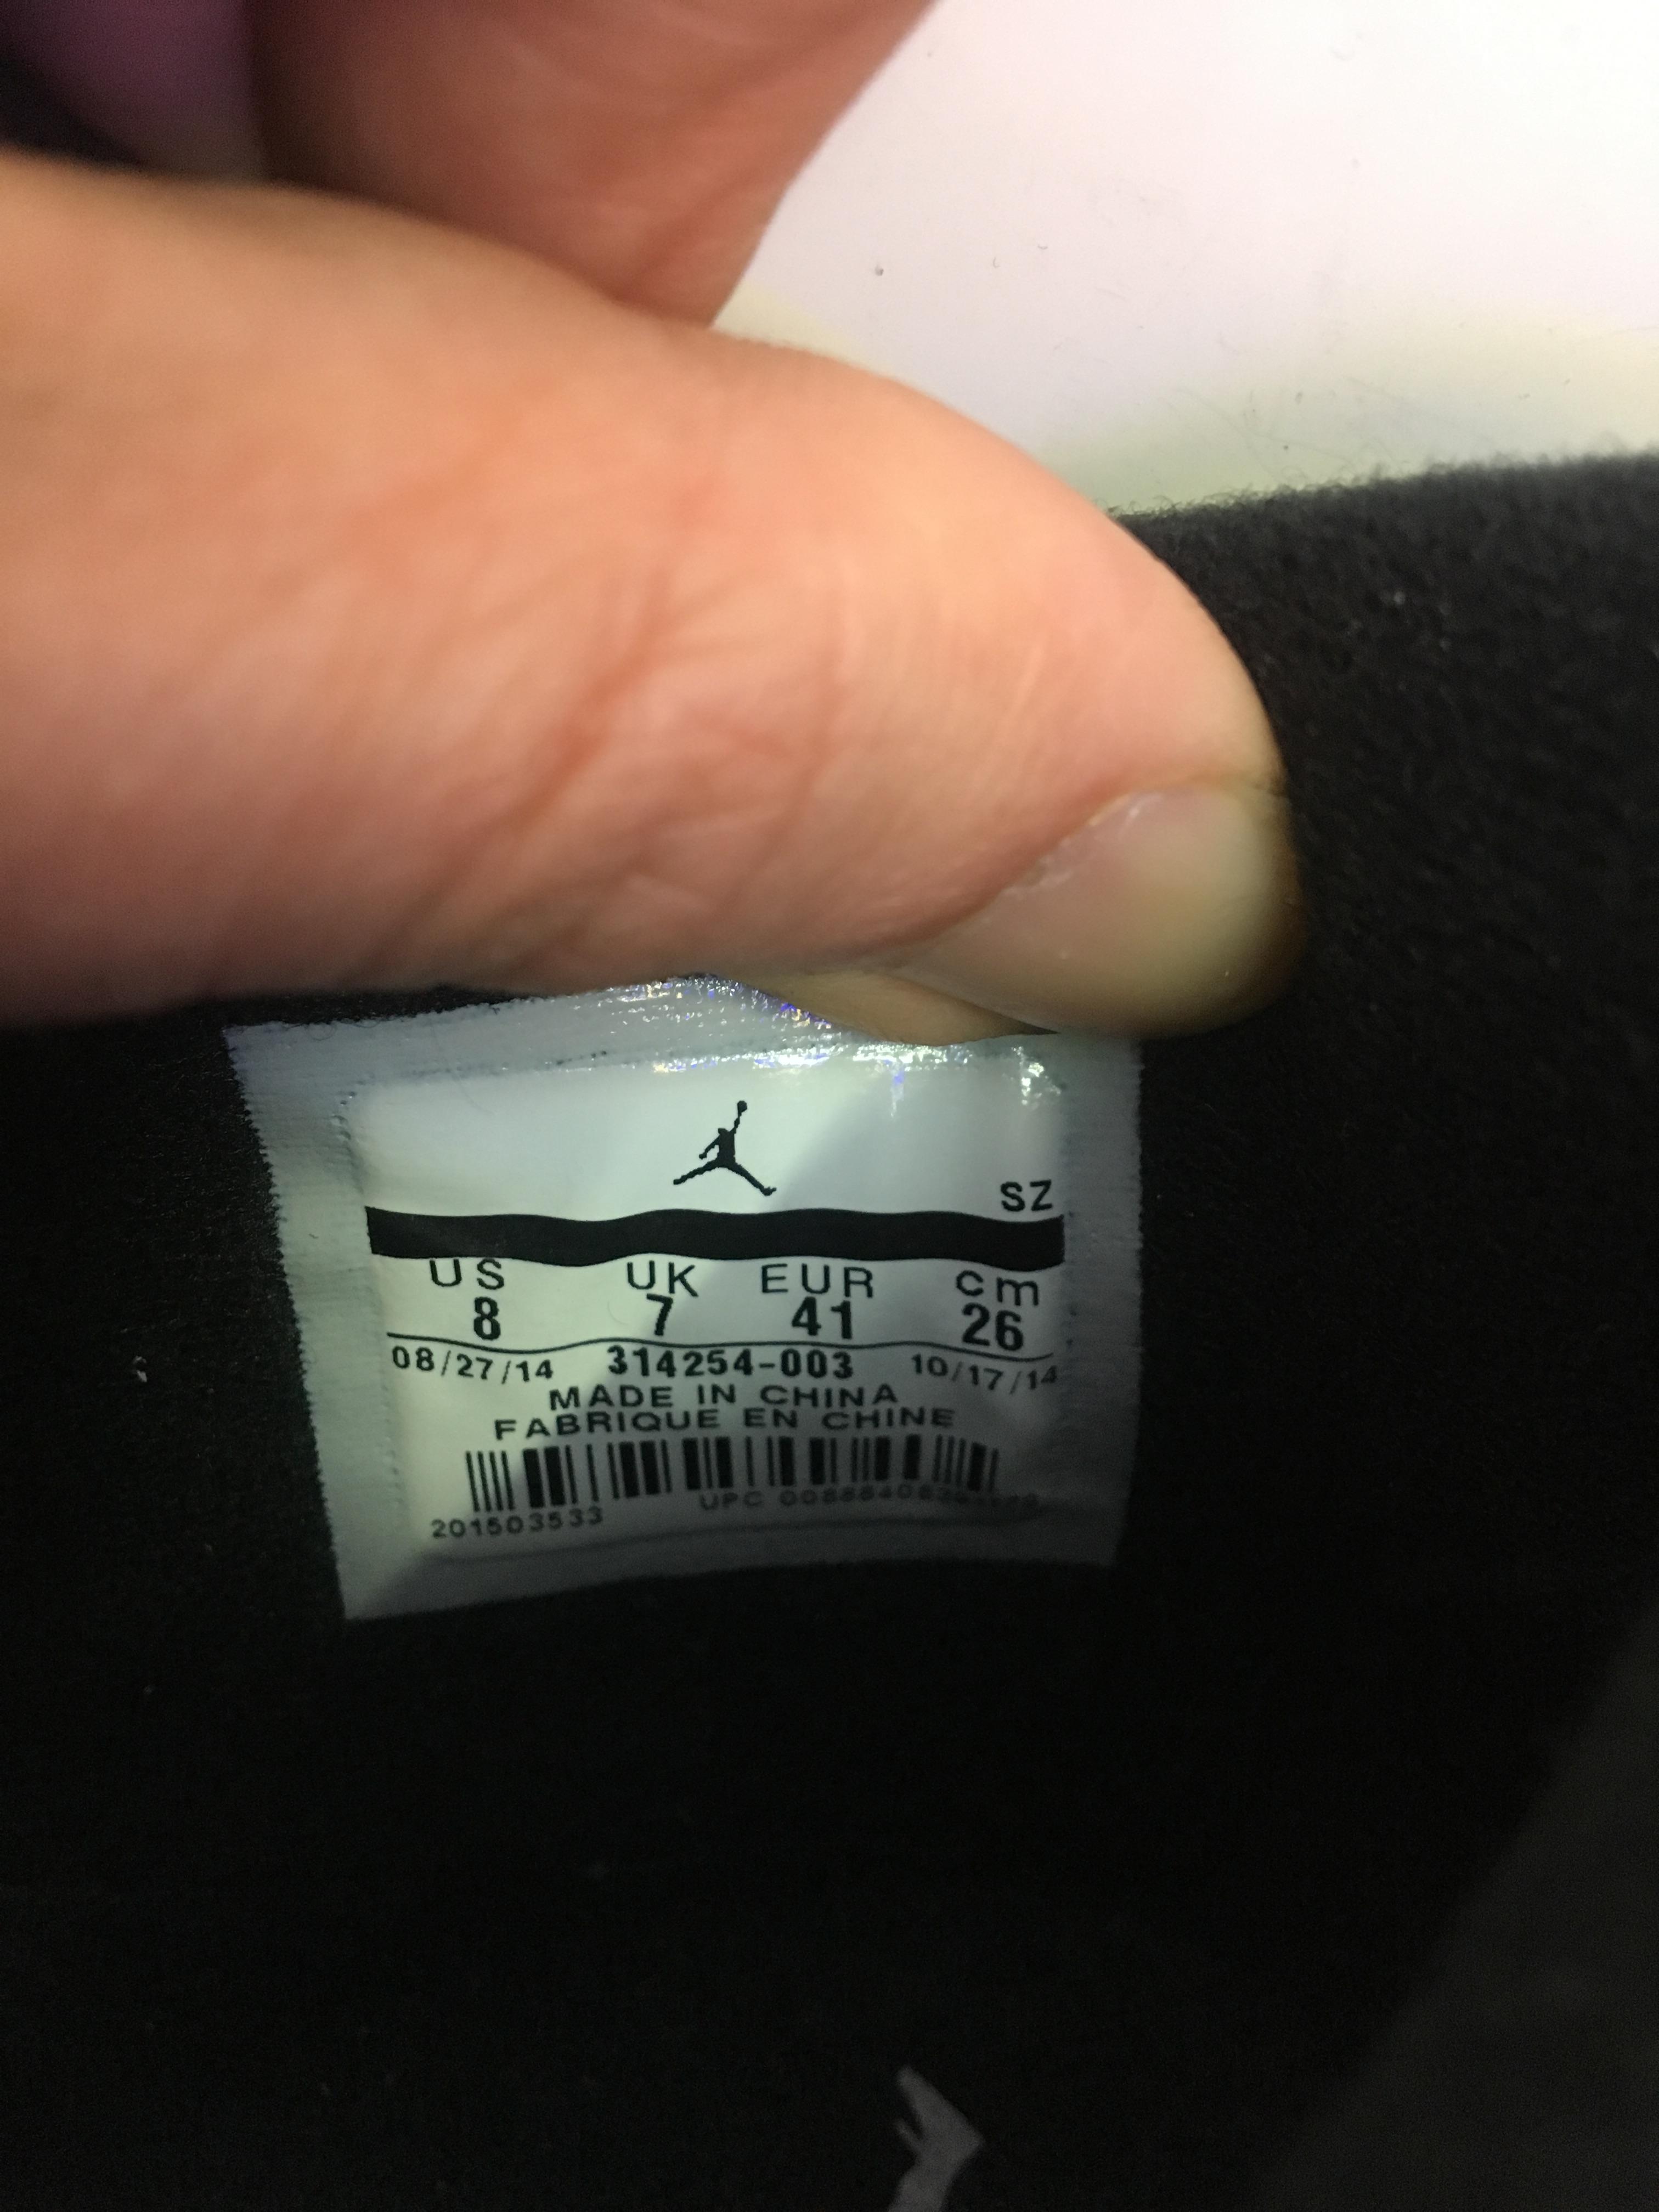 SZ
US UK EUR cm
8 7 41 26
08/27/14 314254-003 10/17/14
MADE IN CHINA
FABRIQUE EN CHINE
UPC
201503533